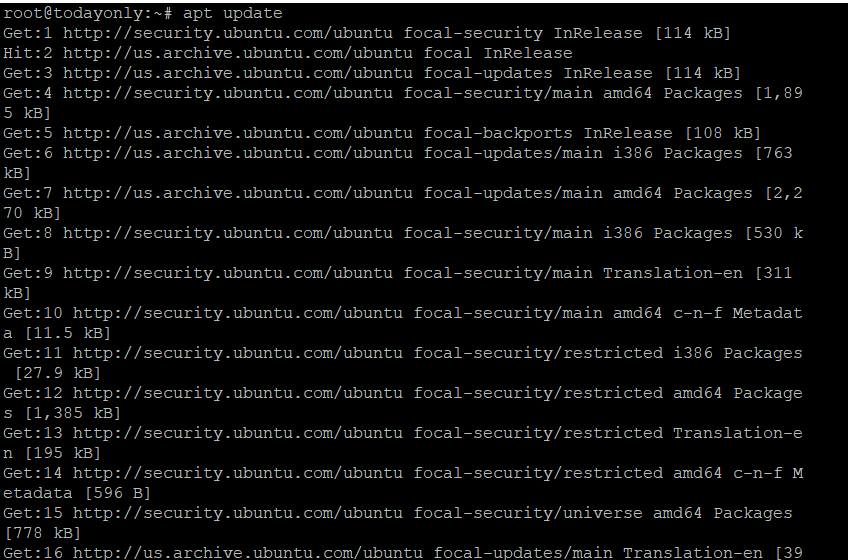 root@todayonly:~# apt update
Get:1 http://security.ubuntu.com/ubuntu focal-security InRelease [114 kB]
Hit:2 http://us.archive.ubuntu.com/ubuntu focal InRelease
Get:3 http://us.archive.ubuntu.com/ubuntu focal-updates InRelease [114 kB]
Get:4 http://security.ubuntu.com/ubuntu focal-security/main amd64 Packages [1,89
5 kB]
Get:5 http://us.archive.ubuntu.com/ubuntu focal-backports InRelease [108 kB]
Get:6 http://us.archive.ubuntu.com/ubuntu focal-updates/main i386 Packages [763
kB]
Get:7 http://us.archive.ubuntu.com/ubuntu focal-updates/main amd64 Packages [2,2
70 kB]
Get:8 http://security.ubuntu.com/ubuntu focal-security/main i386 Packages [530 k
B]
Get:9 http://security.ubuntu.com/ubuntu focal-security/main Translation-en [311
kB]
Get:10 http://security.ubuntu.com/ubuntu focal-security/main amd64 c-n-f Metadat
a [11.5 kB]
Get:11 http://security.ubuntu.com/ubuntu focal-security/restricted i386 Packages
 [27.9 kB]
Get:12 http://security.ubuntu.com/ubuntu focal-security/restricted amd64 Package
s [1,385 kB]
Get:13 http://security.ubuntu.com/ubuntu focal-security/restricted Translation-e
n [195 kB]
Get:14 http://security.ubuntu.com/ubuntu focal-security/restricted amd64 c-n-f M
etadata [596 B]
Get:15 http://security.ubuntu.com/ubuntu focal-security/universe amd64 Packages
[778 kB]
Get:16 http://us.archive.ubuntu.com/ubuntu focal-updates/main Translation-en [39